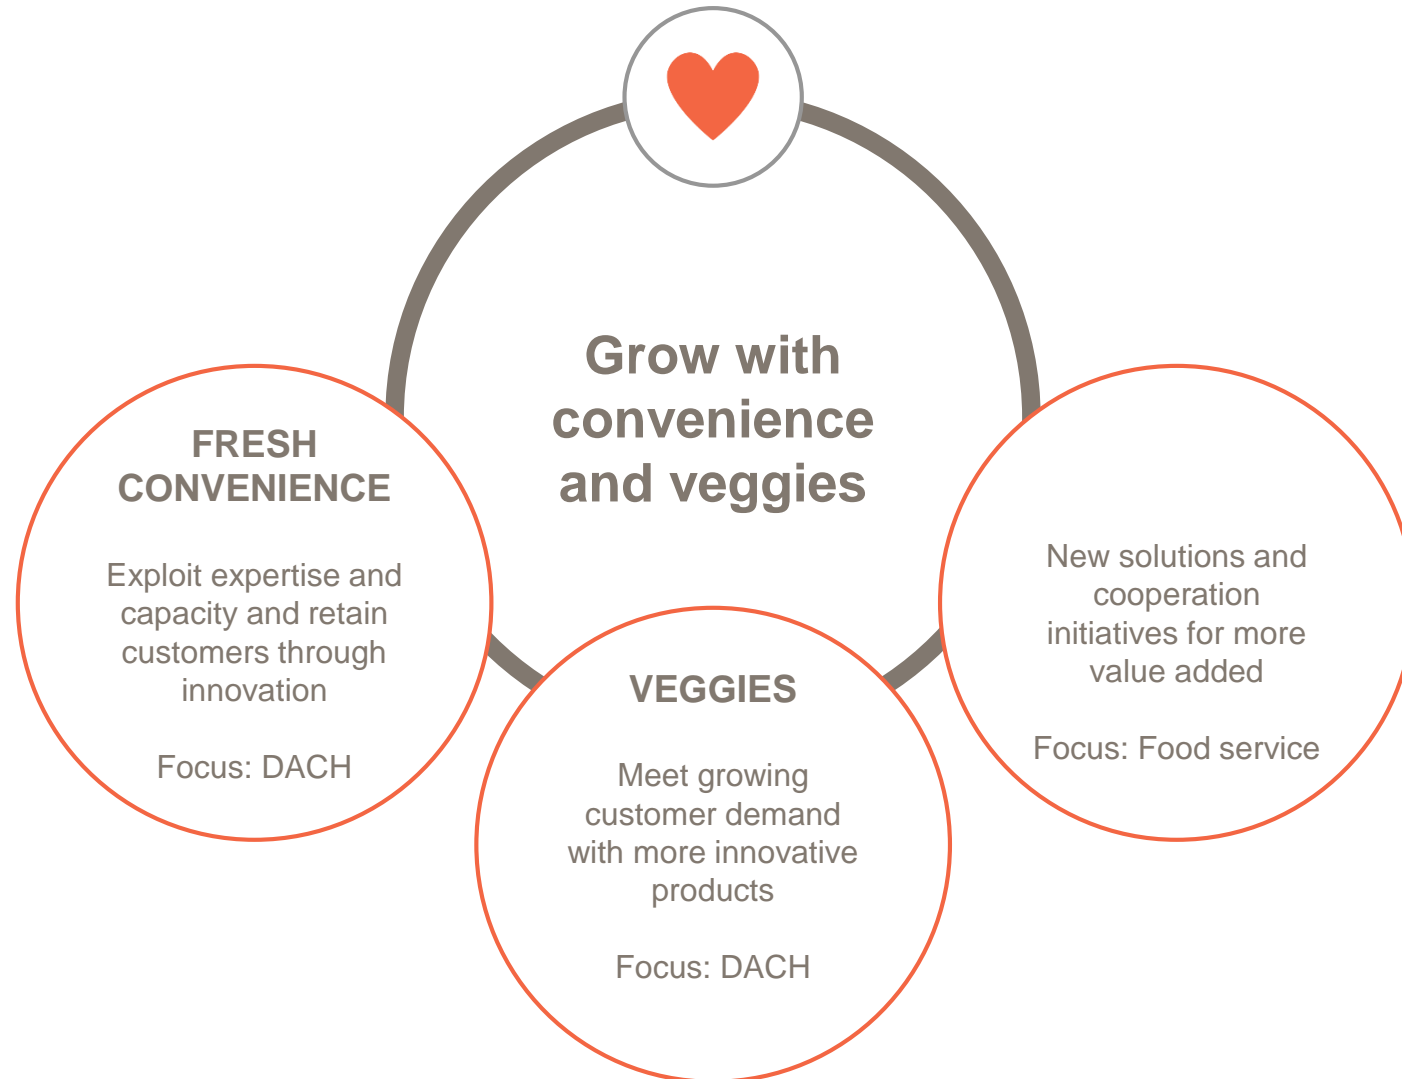 Grow with
convenience
and veggies
FRESH
CONVENIENCE
Exploit expertise and
capacity and retain
customers through
innovation
Focus: DACH
VEGGIES
Meet growing
customer demand
with more innovative
products
Focus: DACH
New solutions and
cooperation
initiatives for more
value added
Focus: Food service